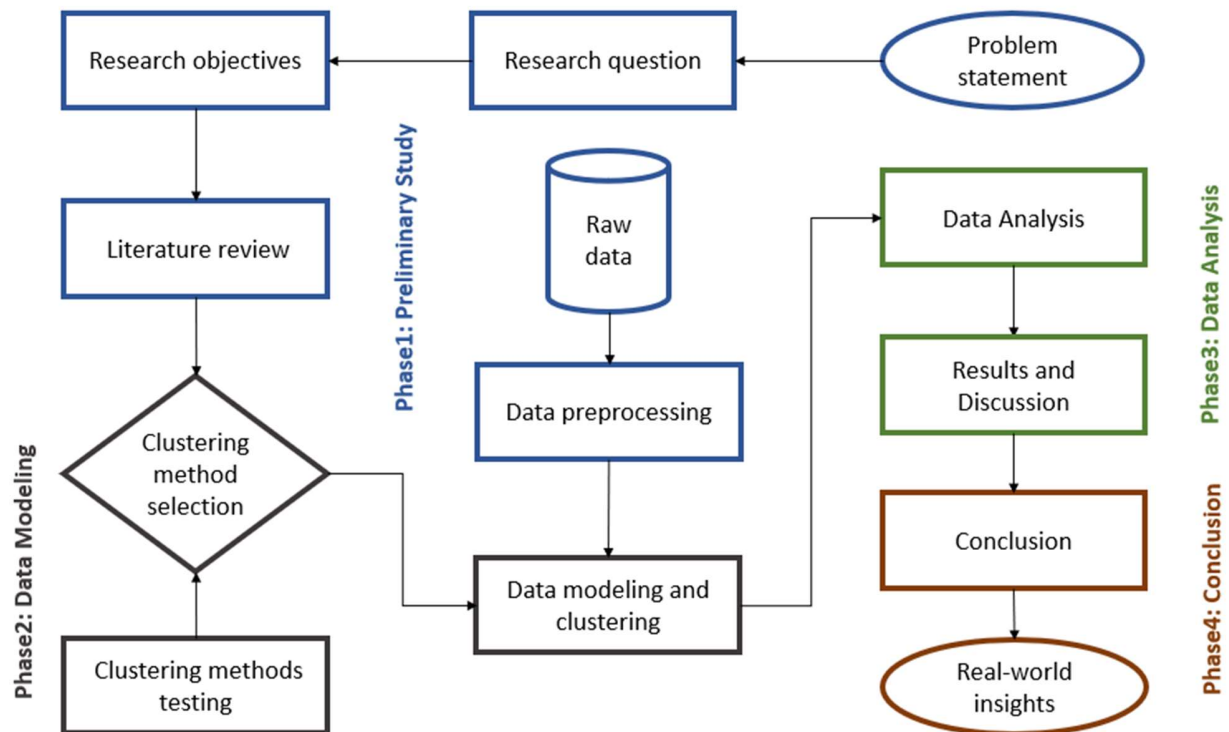 Research objectives
Research question
Problem
statement
Phase1: Preliminary Study
Literature review
Raw
data
Data Analysis
Phase3: Data Analysis
Data preprocessing
Results and
Discussion
Phase2: Data Modeling
Clustering
method
selection
Data modeling and
clustering
Conclusion
Phase4: Conclusion
Clustering methods
testing
Real-world
insights